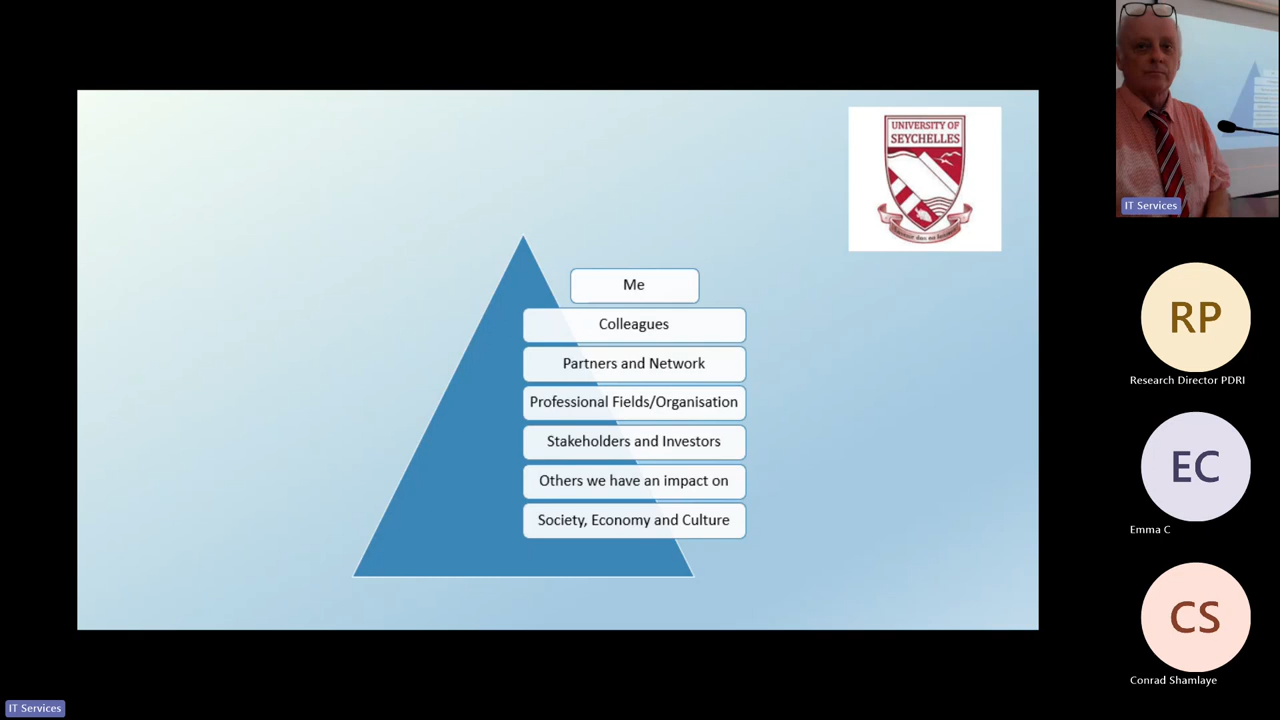 UNIVERSITY OF
SEYCHELLES
Me
Colleagues
Partners and Network
Professional Fields/Organisation
Stakeholders and Investors
Others we have an impact on
Society, Economy and Culture
IT Services
RP
Research Director PDRI
EC
Emma C
CS
Conrad Shamlaye
IT Services